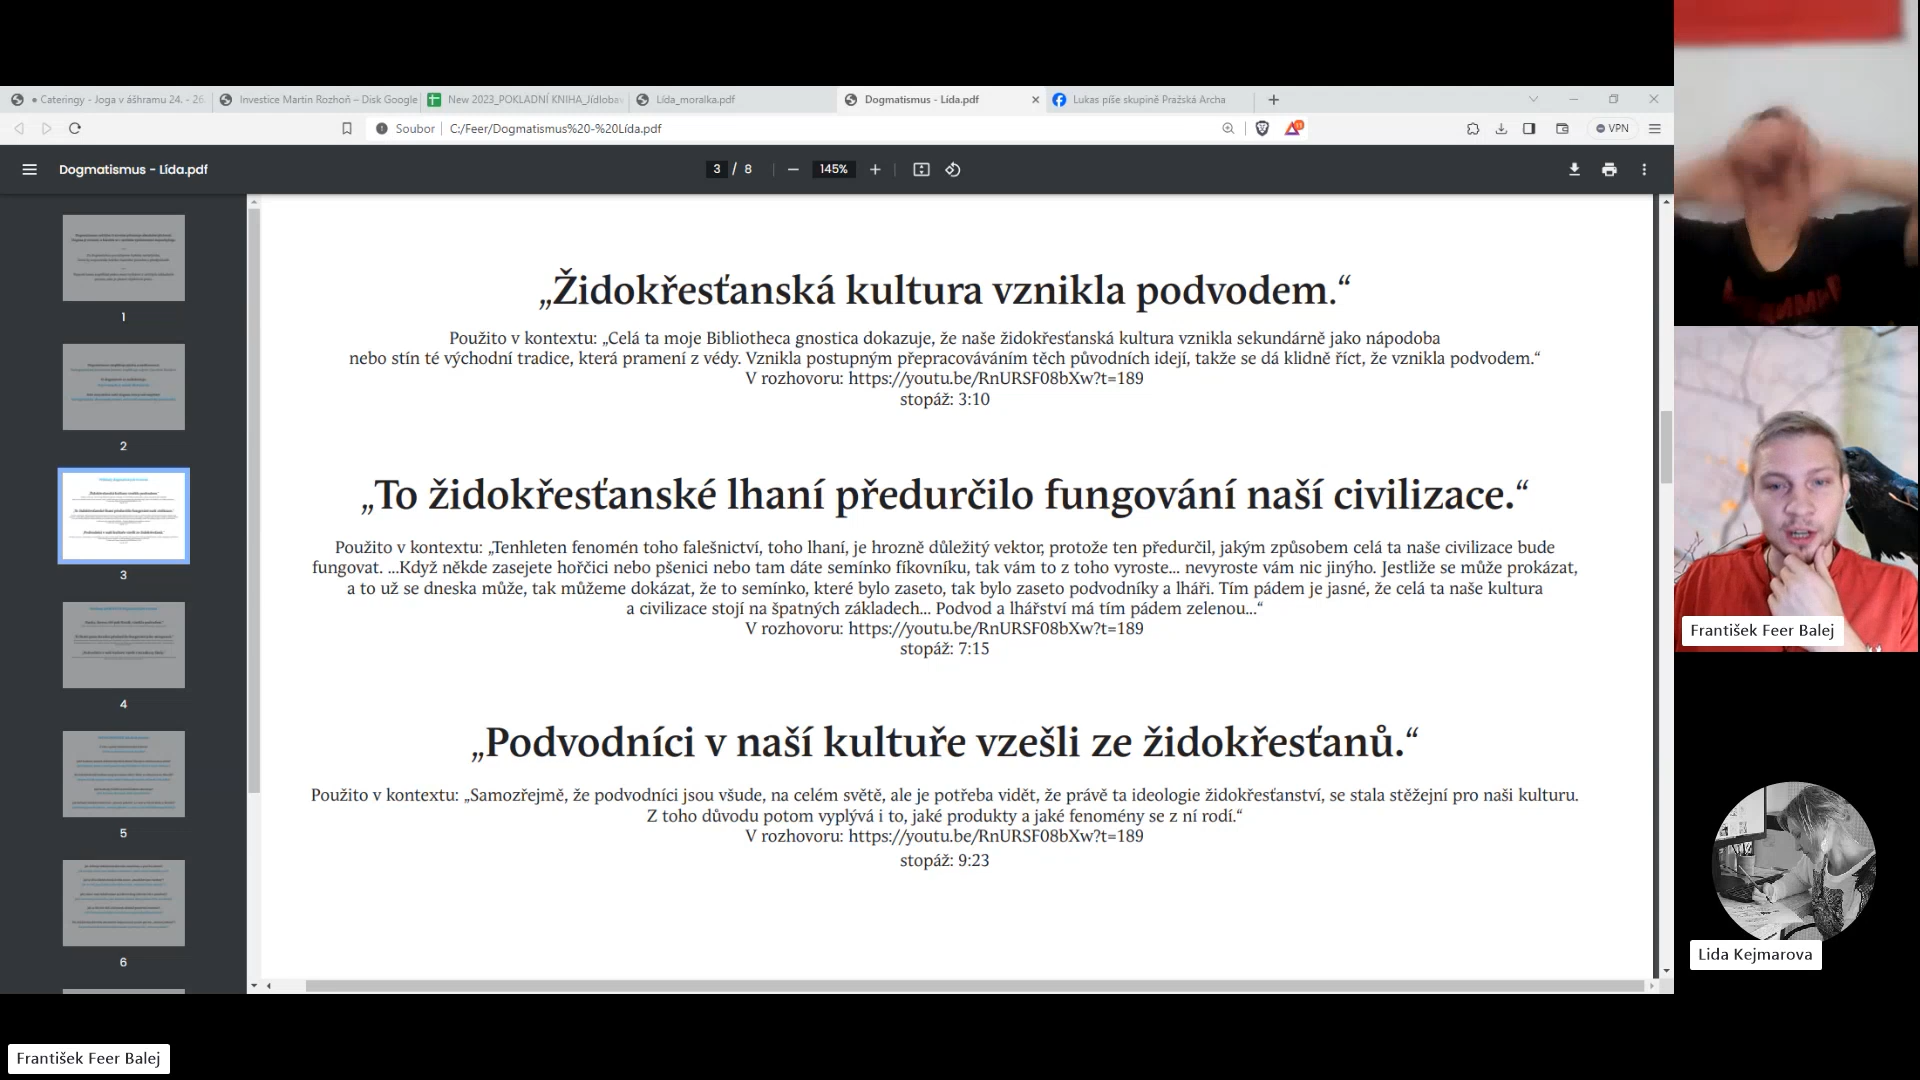 • Cateringy - Joga v ášhramu 24. - 26.
Investice Martin Rozhoň – Disk Google
New 2023_POKLADNÍ KNIHA_Jídlobav
Lída_moralka.pdf
Dogmatismus - Lída.pdf
Lukas píše skupině Pražská Archa
Soubor
C:/Feer/Dogmatismus%20-%20Lída.pdf
VPN
Dogmatismus - Lída.pdf
3 / 8
145%
„Židokřesťanská kultura vznikla podvodem.“
Použito v kontextu: „Celá ta moje Bibliotheca gnostica dokazuje, že naše židokřesťanská kultura vznikla sekundárně jako nápodoba
nebo stín té východní tradice, která pramení z védy. Vznikla postupným přepracováváním těch původních idejí, takže se dá klidně říct, že vznikla podvodem.“
V rozhovoru: https://youtu.be/RnURSF08bXw?t=189
stopáž: 3:10
„To židokřesťanské lhaní předurčilo fungování naší civilizace.“
Použito v kontextu: „Tenhleten fenomén toho falešnictví, toho lhaní, je hrozně důležitý vektor, protože ten předurčil, jakým způsobem celá ta naše civilizace bude
fungovat. ...Když někde zasejete hořčici nebo pšenici nebo tam dáte semínko fíkovníku, tak vám to z toho vyroste... nevyroste vám nic jinýho. Jestliže se může prokázat,
a to už se dneska může, tak můžeme dokázat, že to semínko, které bylo zaseto, tak bylo zaseto podvodníky a lháři. Tím pádem je jasné, že celá ta naše kultura
a civilizace stojí na špatných základech... Podvod a lhářství má tím pádem zelenou...“
V rozhovoru: https://youtu.be/RnURSF08bXw?t=189
stopáž: 7:15
„Podvodníci v naší kultuře vzešli ze židokřesťanů.“
Použito v kontextu: „Samozřejmě, že podvodníci jsou všude, na celém světě, ale je potřeba vidět, že právě ta ideologie židokřesťanství, se stala stěžejní pro naši kulturu.
Z toho důvodu potom vyplývá i to, jaké produkty a jaké fenomény se z ní rodí.“
V rozhovoru: https://youtu.be/RnURSF08bXw?t=189
stopáž: 9:23
1
2
3
4
5
6
František Feer Balej
Lida Kejmarova
František Feer Balej